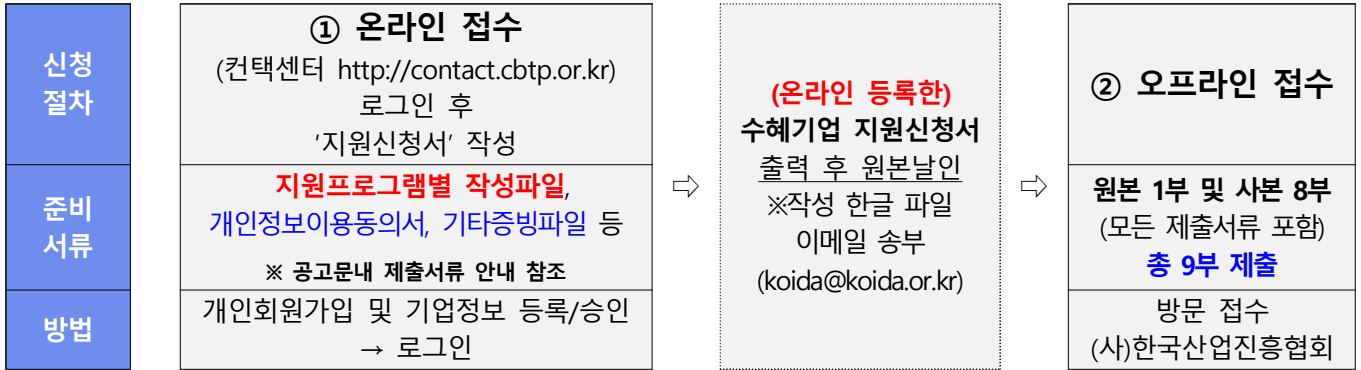 신청
절차
① 온라인 접수
(컨택센터 http://contact.cbtp.or.kr)
로그인 후
‘지원신청서’ 작성
준비
서류
지원프로그램별 작성파일,
개인정보이용동의서, 기타증빙파일 등
※ 공고문내 제출서류 안내 참조
방법
개인회원가입 및 기업정보 등록/승인
→ 로그인
⇨
(온라인 등록한)
수혜기업 지원신청서
출력 후 원본날인
※작성 한글 파일
이메일 송부
(koida@koida.or.kr)
⇨
② 오프라인 접수
원본 1부 및 사본 8부
(모든 제출서류 포함)
총 9부 제출
방문 접수
(사)한국산업진흥협회